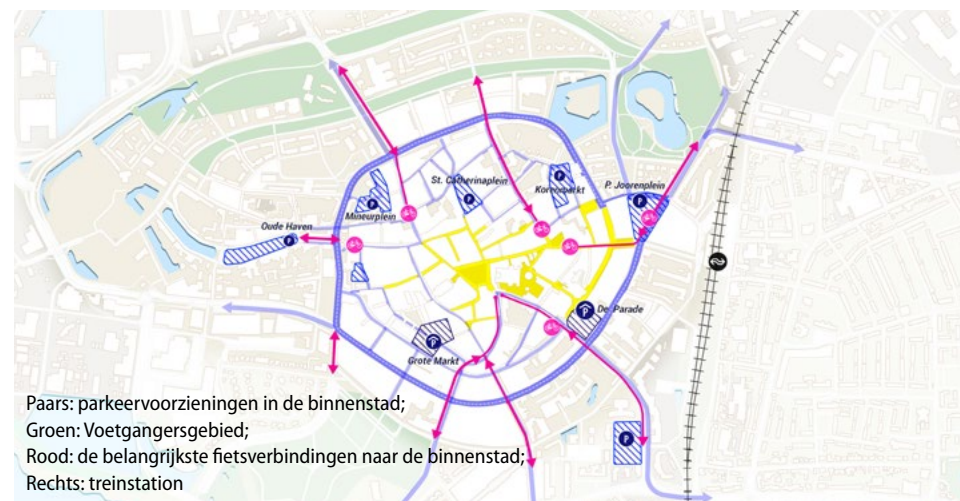 St. Catherinaplein
Korenmarkt
P. Joorenplein
P
P
P
P
Mineurplein
Oude Haven
P
P
De Parade
P
Grote Markt
Paars: parkeervoorzieningen in de binnenstad;
Groen: Voetgangersgebied;
Rood: de belangrijkste fietsverbindingen naar de binnenstad;
P
Rechts: treinstation